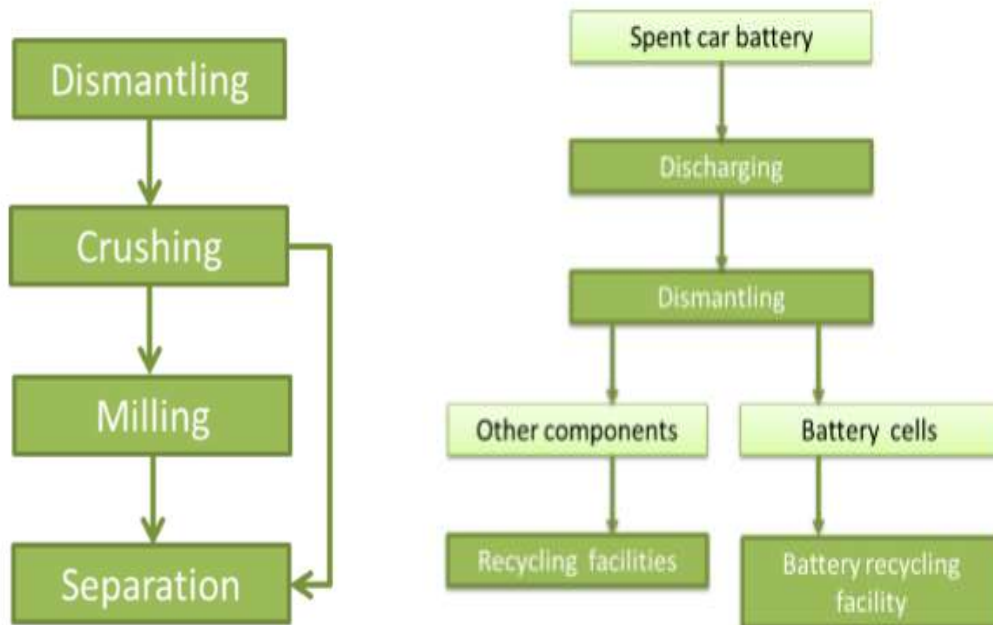 Dismantling
Crushing
Milling
Separation
Spent car battery
Discharging
Dismantling
Other components
Battery cells
Recycling facilities
Battery recycling
facility